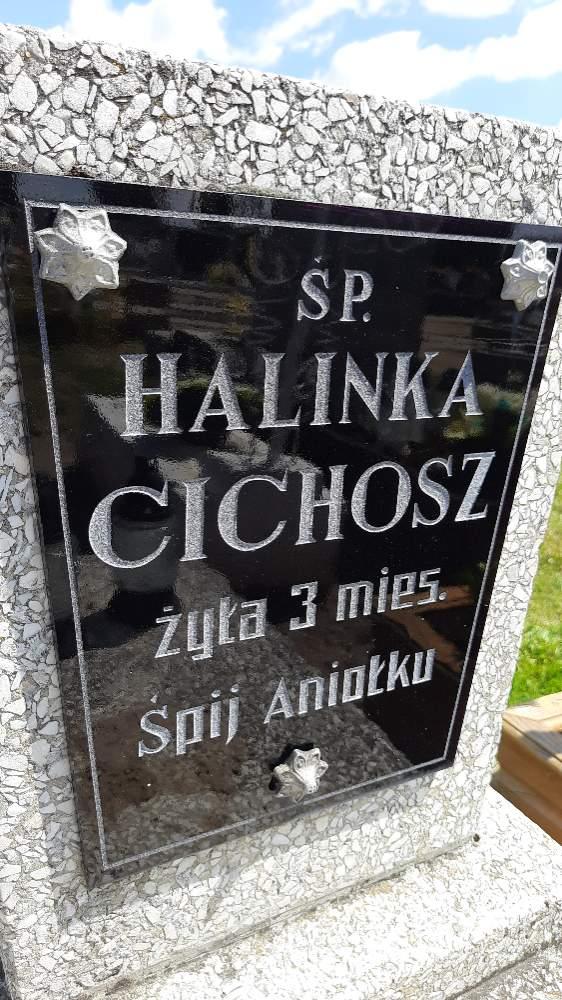 ŚP.
HALINKA
CICHOSZ
żyła 3 mies.
Śpij Aniołku